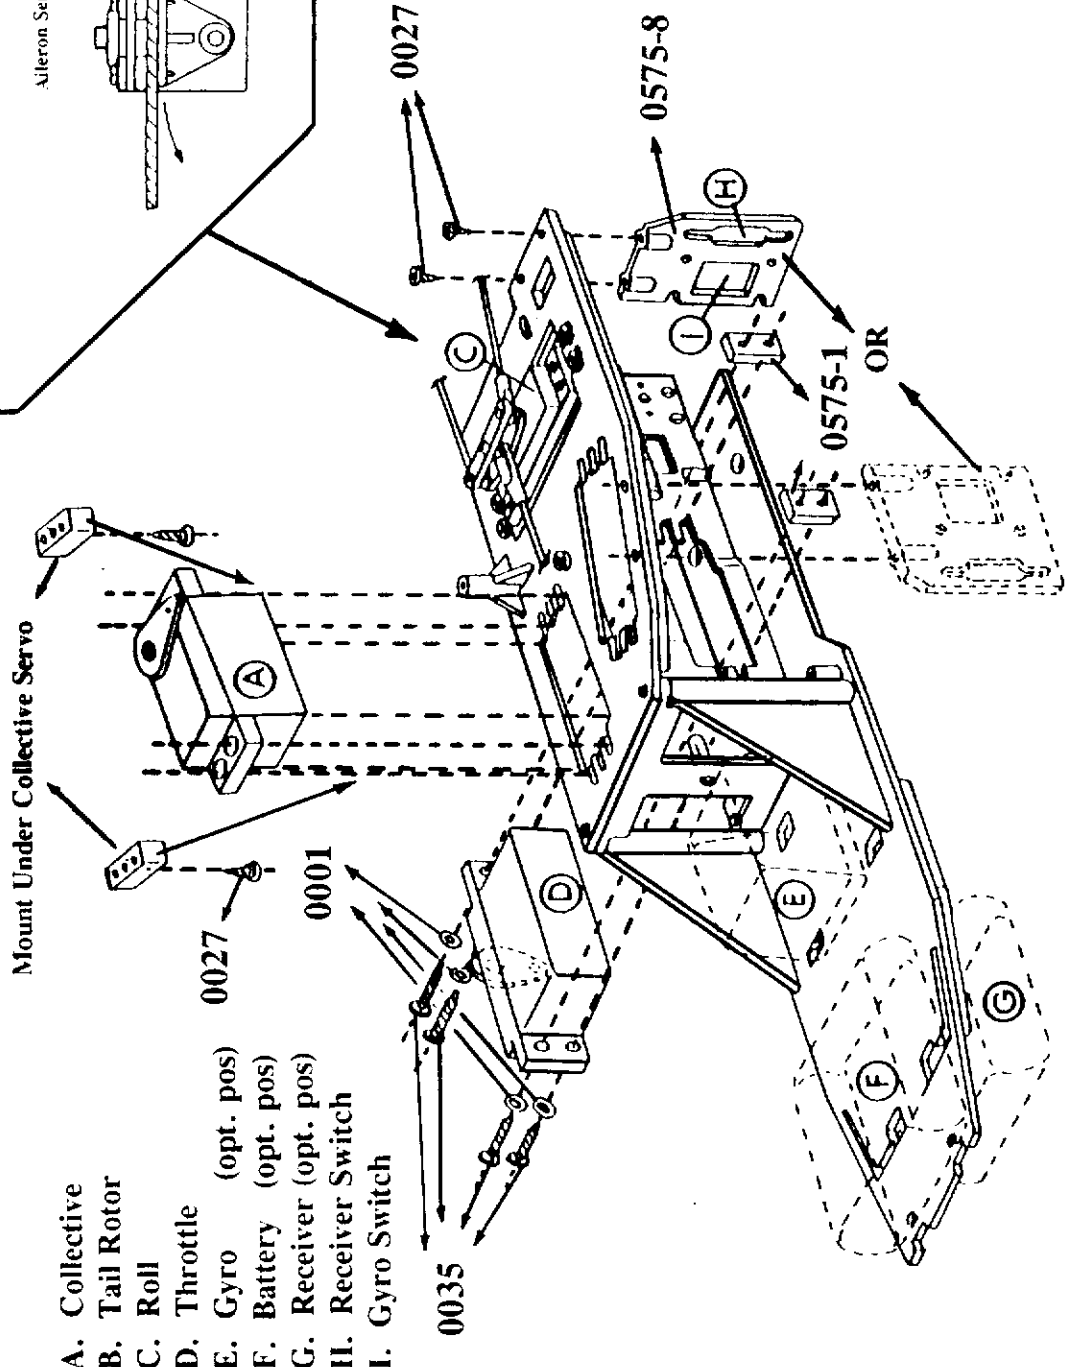 Mount Under Collective Servo
A. Collective
B. Tail Rotor
C. Roll
D. Throttle
E. Gyro (opt. pos)
F. Battery (opt. pos)
G. Receiver (opt. pos)
H. Receiver Switch
I. Gyro Switch
Aileron
0027
0027
0001
0035
0575-8
0575-1
OR
A
C
D
E
F
G
H
I